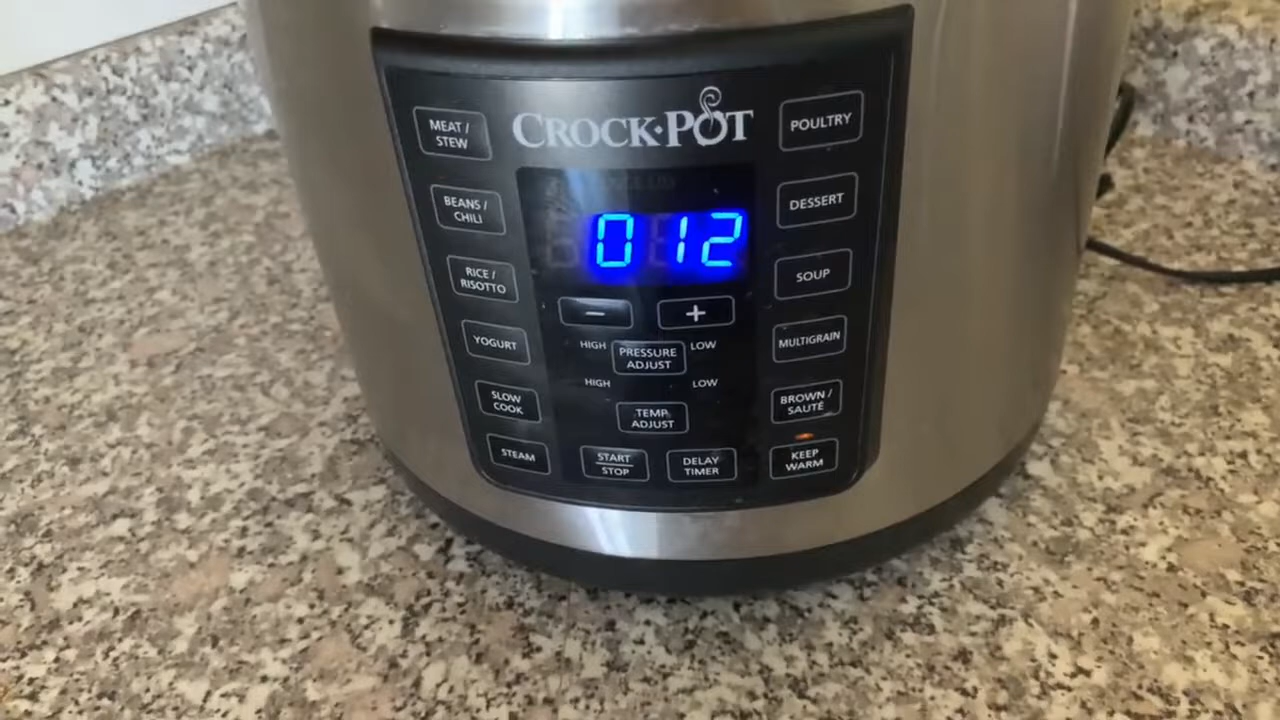 CROCK·POT
MEAT /
STEW
BEANS /
CHILI
RICE /
RISOTTO
YOGURT
SLOW
COOK
STEAM
012
−
+
HIGH
PRESSURE
ADJUST
LOW
HIGH
LOW
TEMP
ADJUST
START
STOP
DELAY
TIMER
POULTRY
DESSERT
SOUP
MULTIGRAIN
BROWN /
SAUTÉ
KEEP
WARM